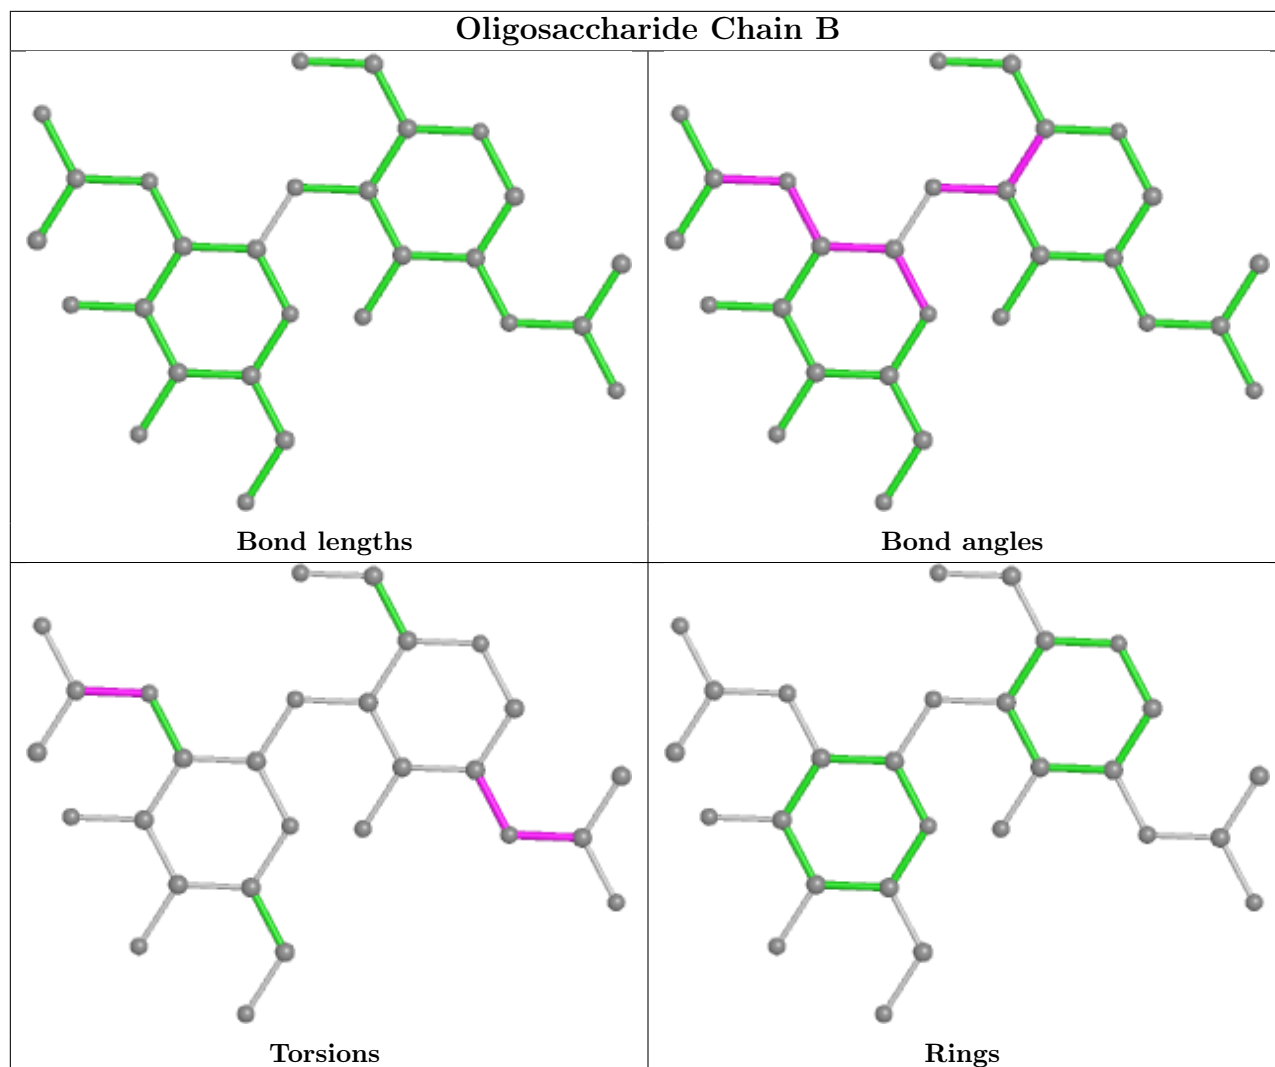 Oligosaccharide Chain B
Bond lengths
Bond angles
Torsions
Rings